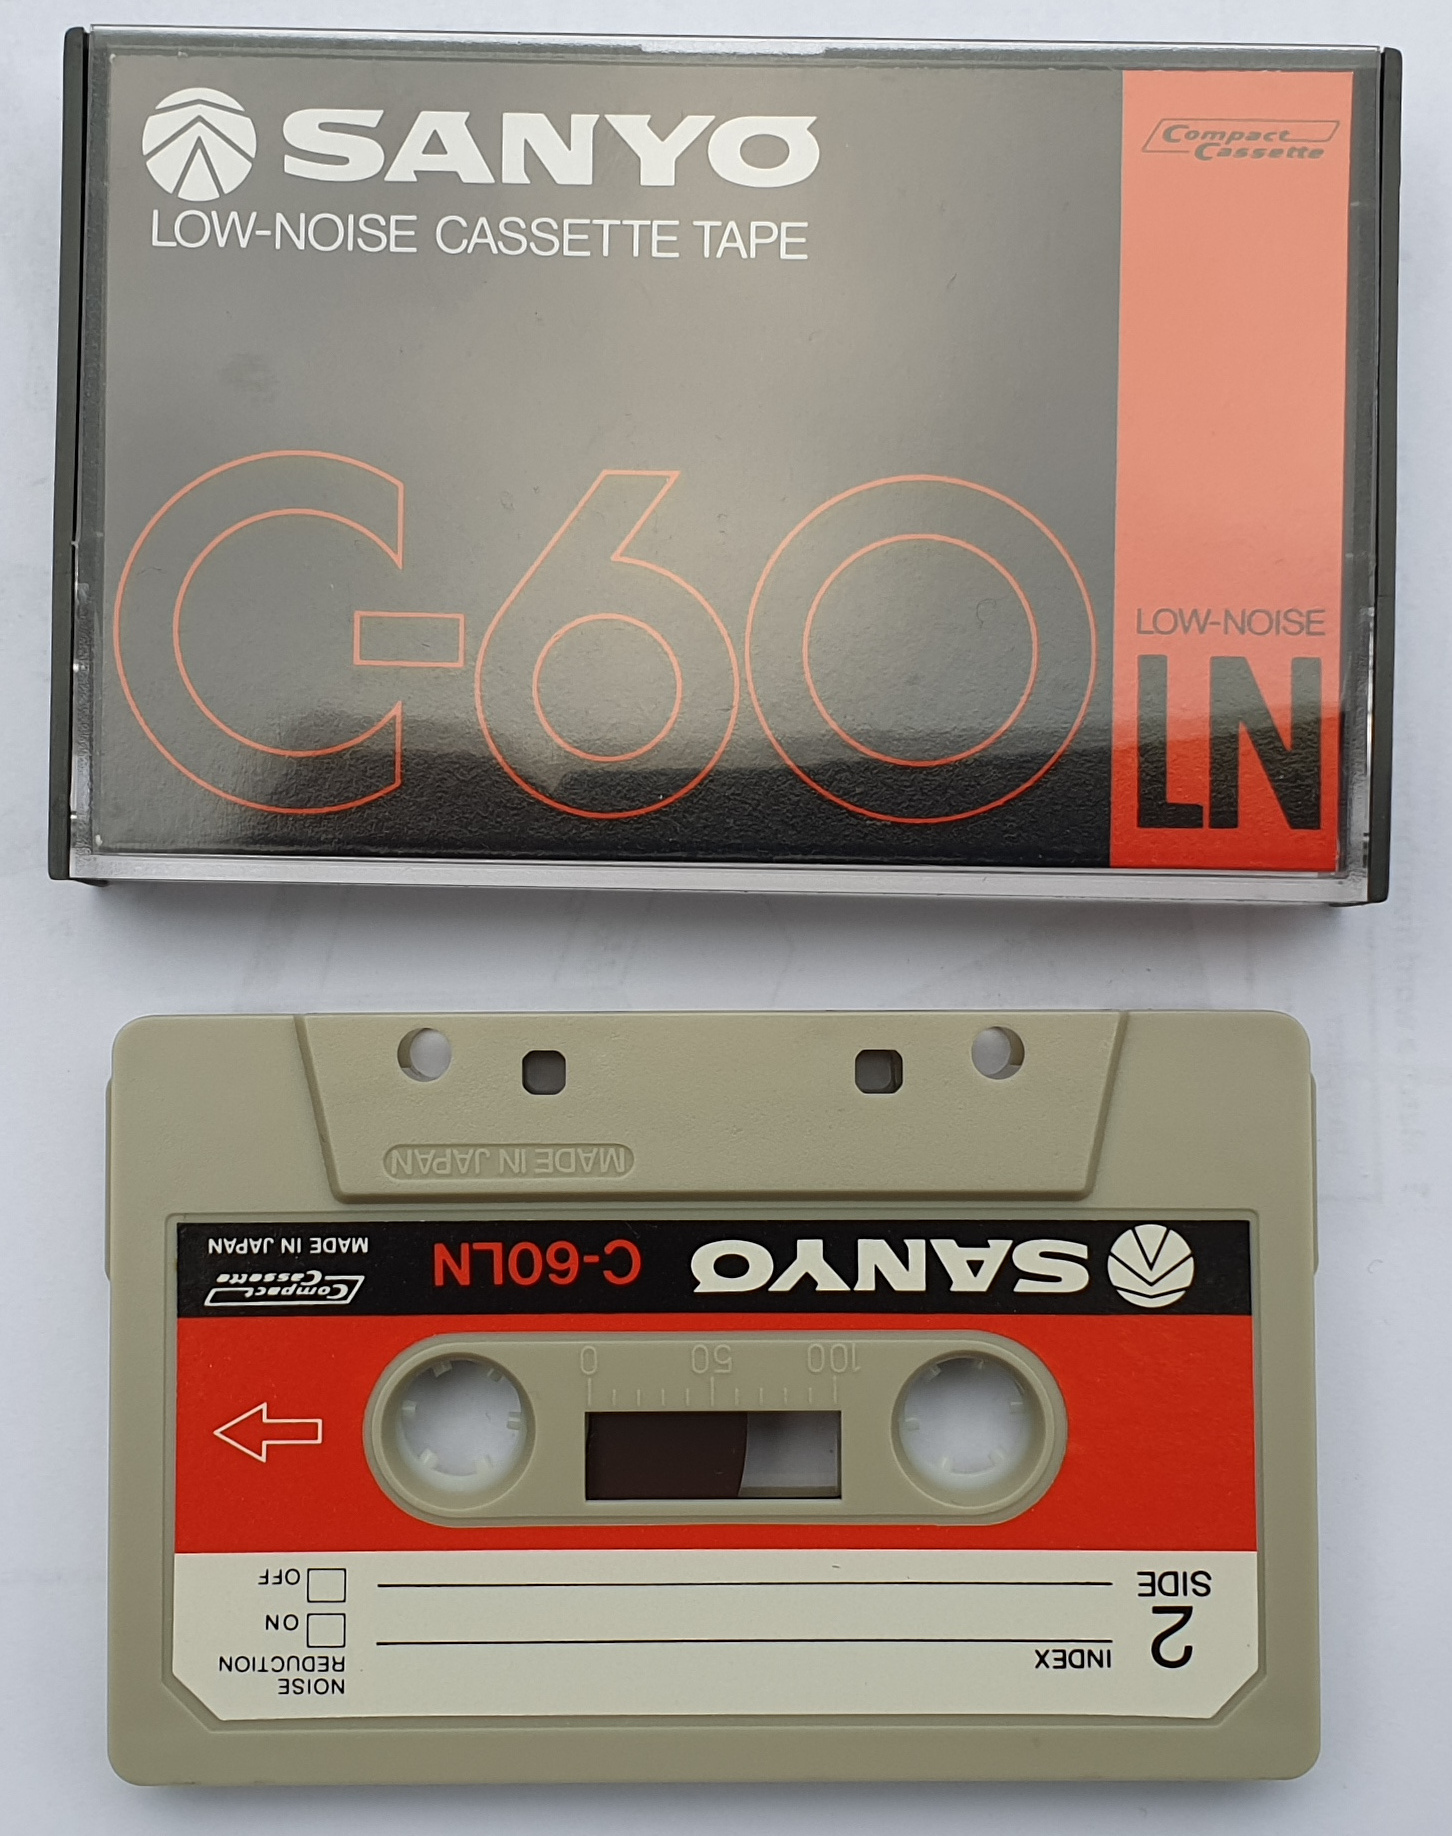 SANYO
LOW-NOISE CASSETTE TAPE
C-60
Compact
Cassette
LOW-NOISE
LN
MADE IN JAPAN
SIDE
2
INDEX
NOISE
REDUCTION
ON
OFF
100 50 0
SANYO
C-60LN
Compact
Cassette
MADE IN JAPAN